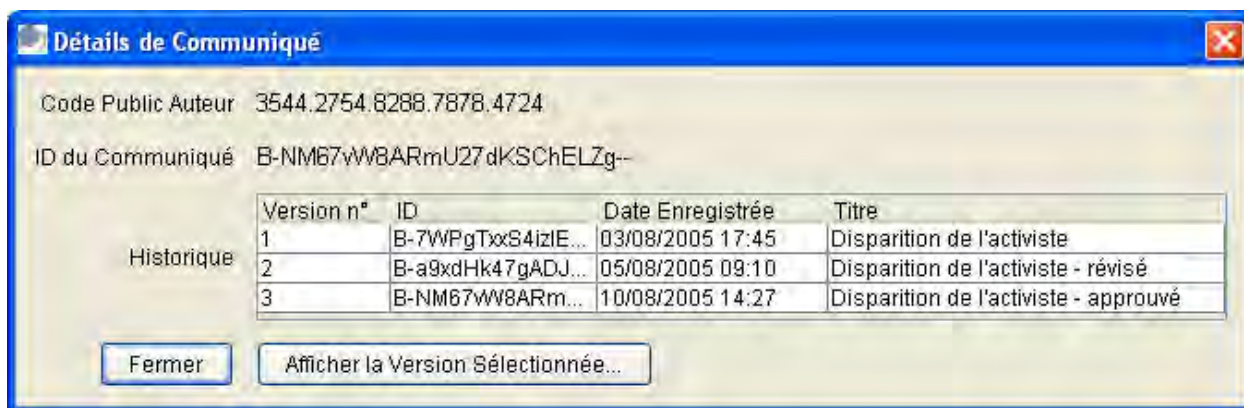 Détails de Communiqué
Code Public Auteur 3544.2754.8288.7878.4724
ID du Communiqué B-NM67vW8ARmU27dKSChELZg--
Version n° ID Date Enregistrée Titre
Historique
1 B-7WPgTxxS4izlE... 03/08/2005 17:45 Disparition de l'activiste
2 B-a9xdHk47gADJ... 05/08/2005 09:10 Disparition de l'activiste - révisé
3 B-NM67vW8ARm... 10/08/2005 14:27 Disparition de l'activiste - approuvé
Fermer Afficher la Version Sélectionnée...